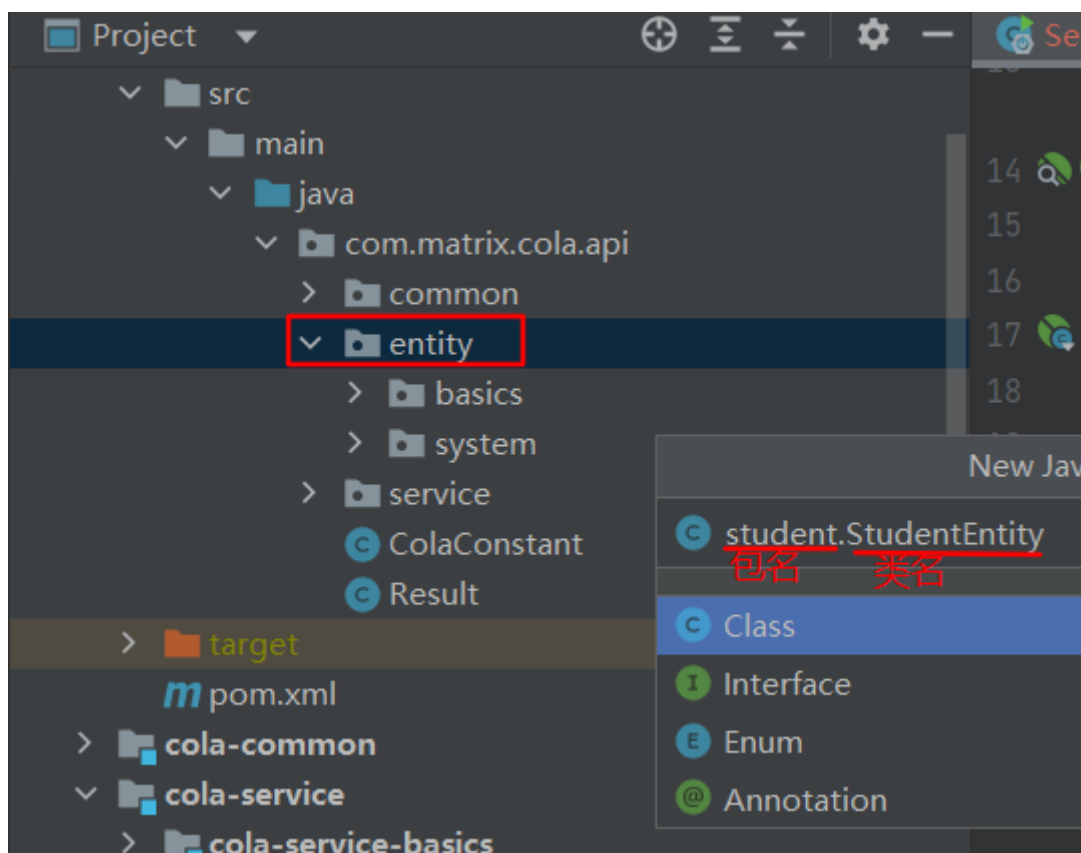 Project
Se
src
main
14
java
15
com.matrix.cola.api
16
common
17
entity
18
basics
system
New Jav
service
student.StudentEntity
包名 类名
ColaConstant
Result
Class
target
Interface
pom.xml
cola-common
Enum
cola-service
Annotation
cola-service-basics